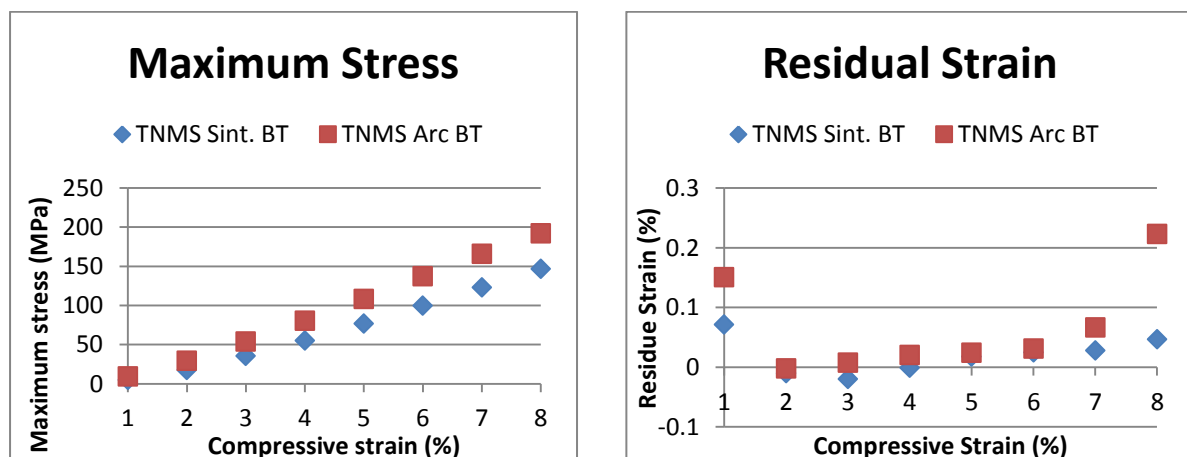 Maximum Stress
TNMS Sint. BT TNMS Arc BT
Maximum stress (MPa)
250
200
150
100
50
0
1 2 3 4 5 6 7 8
Compressive strain (%)
Residual Strain
TNMS Sint. BT TNMS Arc BT
Residue Strain (%)
0.3
0.2
0.1
0
-0.1
1 2 3 4 5 6 7 8
Compressive Strain (%)